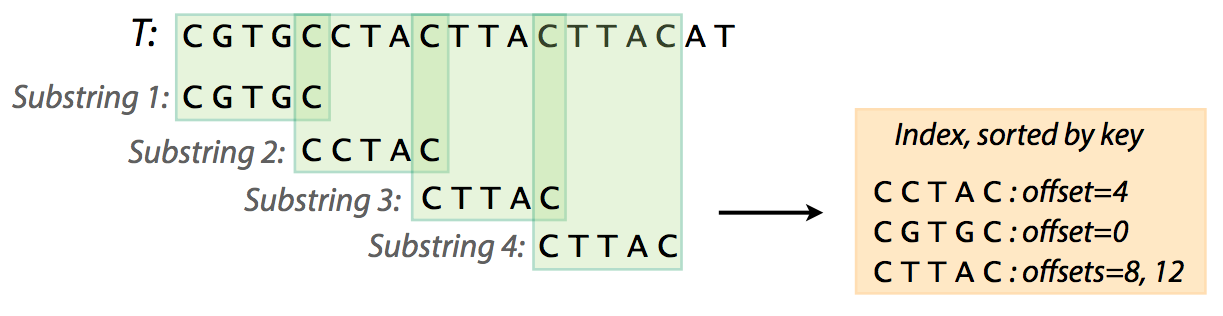 T: C G T G C C T A C T T A C T T A C A T
Substring 1: C G T G C
Substring 2: C C T A C
Substring 3: C T T A C
Substring 4: C T T A C
Index, sorted by key
C C T A C : offset=4
C G T G C : offset=0
C T T A C : offsets=8, 12